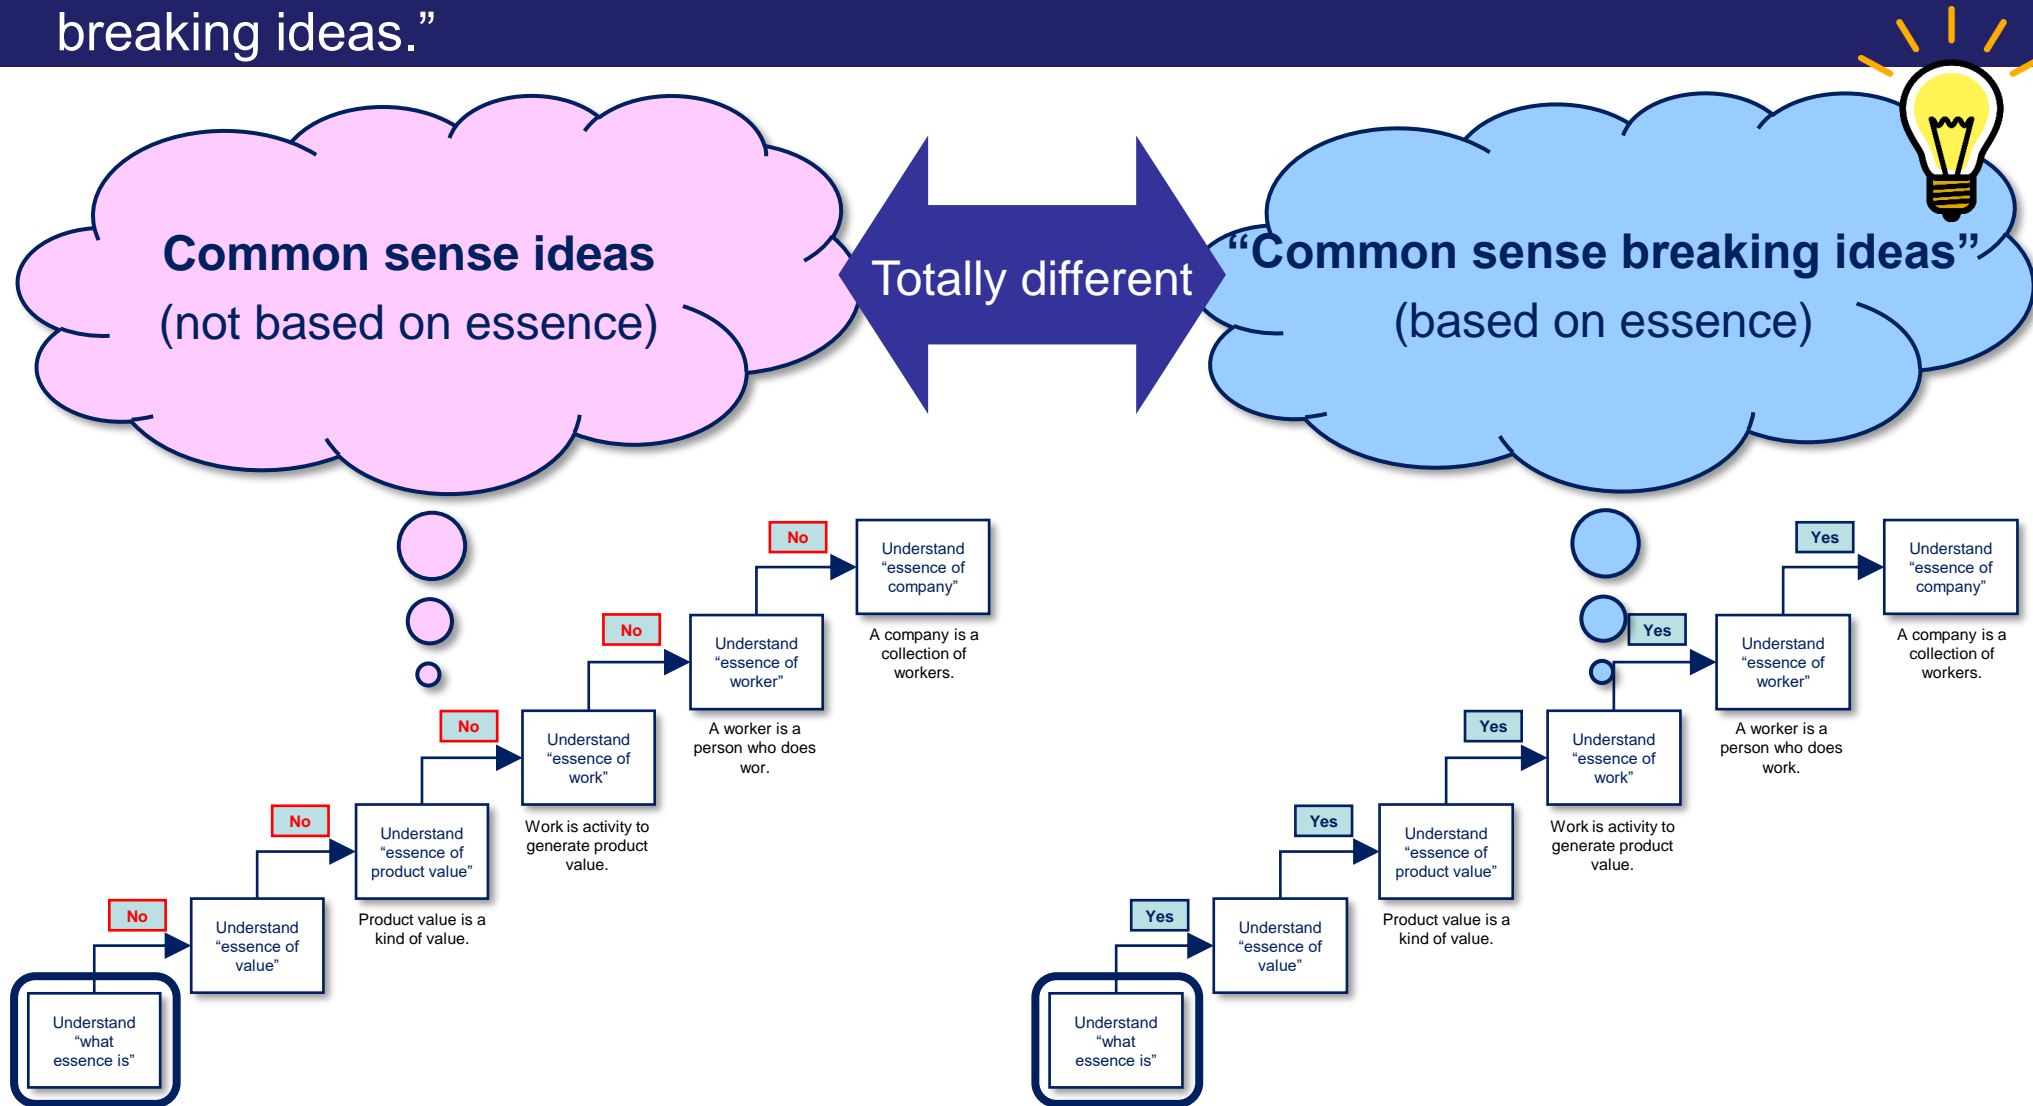 breaking ideas.”
Common sense ideas
(not based on essence)
Totally different
“Common sense breaking ideas”
(based on essence)
No
Understand
“essence of
company”
A company is a
collection of
workers.
No
Understand
“essence of
worker”
A worker is a
person who does
wor.
No
Understand
“essence of
work”
Work is activity to
generate product
value.
No
Understand
“essence of
product value”
Product value is a
kind of value.
No
Understand
“essence of
value”
Understand
“what
essence is”
Yes
Understand
“essence of
company”
A company is a
collection of
workers.
Yes
Understand
“essence of
worker”
A worker is a
person who does
work.
Yes
Understand
“essence of
work”
Work is activity to
generate product
value.
Yes
Understand
“essence of
product value”
Product value is a
kind of value.
Yes
Understand
“essence of
value”
Understand
“what
essence is”